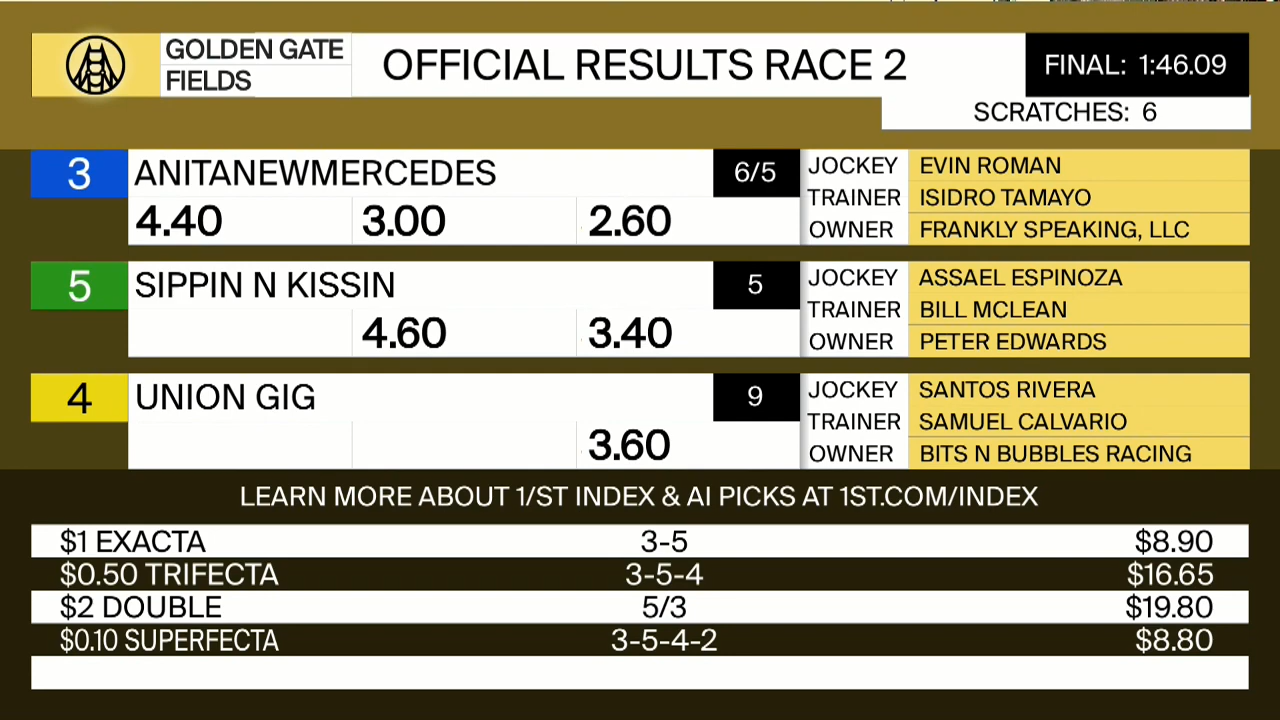 GOLDEN GATE
FIELDS
OFFICIAL RESULTS RACE 2
FINAL: 1:46.09
SCRATCHES: 6
3 ANITANEWMERCEDES 6/5
4.40 3.00 2.60
JOCKEY EVIN ROMAN
TRAINER ISIDRO TAMAYO
OWNER FRANKLY SPEAKING, LLC
5 SIPPIN N KISSIN 5
4.60 3.40
JOCKEY ASSAEL ESPINOZA
TRAINER BILL MCLEAN
OWNER PETER EDWARDS
4 UNION GIG 9
3.60
JOCKEY SANTOS RIVERA
TRAINER SAMUEL CALVARIO
OWNER BITS N BUBBLES RACING
LEARN MORE ABOUT 1/ST INDEX & AI PICKS AT 1ST.COM/INDEX
$1 EXACTA 3-5 $8.90
$0.50 TRIFECTA 3-5-4 $16.65
$2 DOUBLE 5/3 $19.80
$0.10 SUPERFECTA 3-5-4-2 $8.80